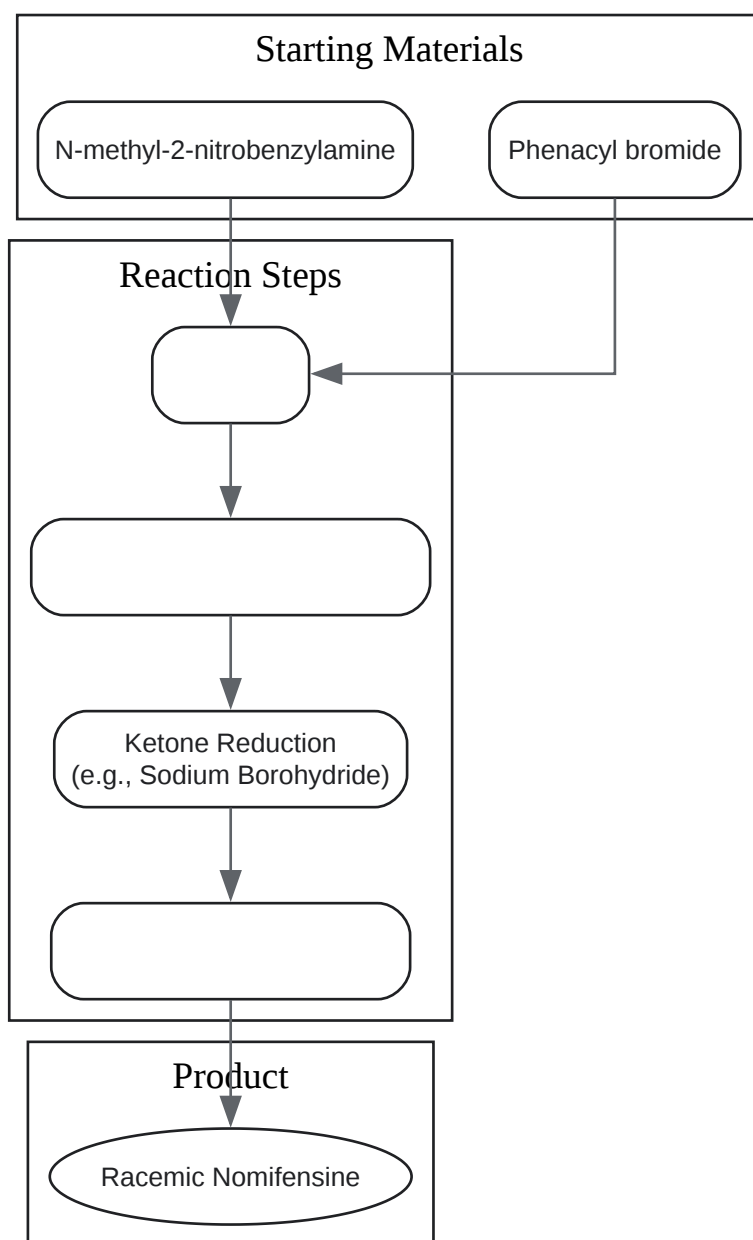 Starting Materials
N-methyl-2-nitrobenzylamine
Phenacyl bromide
Reaction Steps
Ketone Reduction
(e.g., Sodium Borohydride)
Product
Racemic Nomifensine